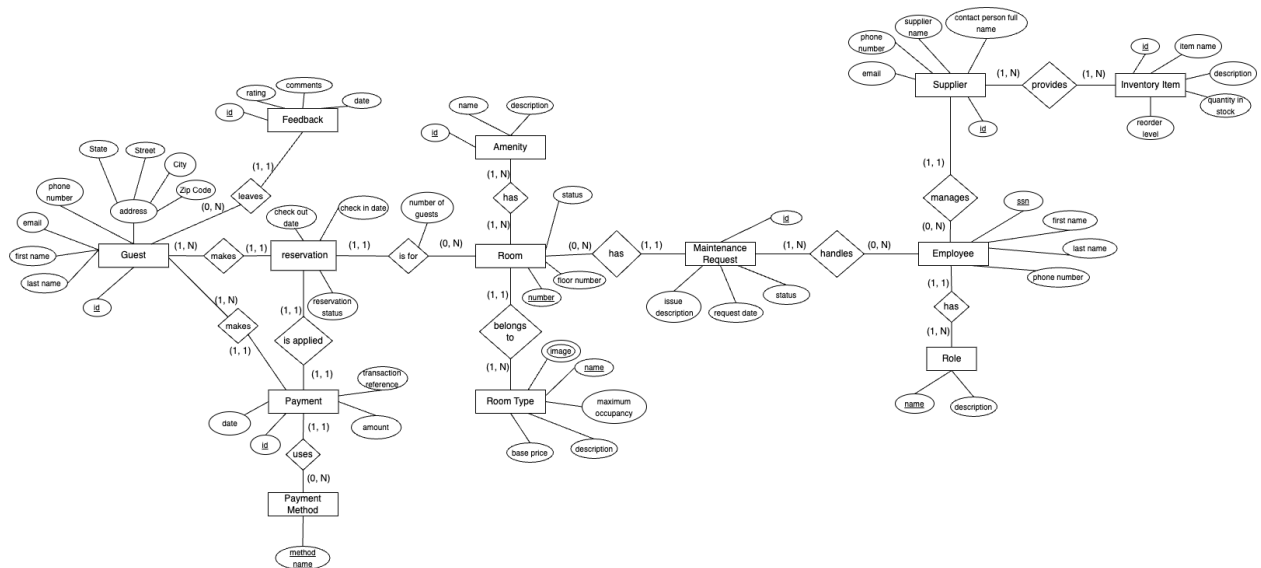 contact person full
name
supplier
name
phone
number
email
Supplier
id
(1, N)
provides
(1, N)
id
item name
description
quantity in
stock
Inventory Item
reorder
level
comments
rating
date
id
Feedback
(1, 1)
leaves
(0, N)
name
description
id
Amenity
(1, N)
has
(1, N)
State
Street
City
Zip Code
address
phone
number
email
first name
last name
Guest
id
(1, N)
makes
(1, 1)
check out
date
check in date
reservation
reservation
status
(1, 1)
number of
guests
is for
(0, N)
status
Room
floor number
number
(0, N)
has
(1, 1)
id
Maintenance
Request
issue
description
request date
status
(1, N)
handles
(0, N)
(1, 1)
manages
(0, N)
ssn
first name
last name
phone number
Employee
(1, 1)
has
(1, N)
Role
name
description
(1, N)
makes
(1, 1)
(1, 1)
is applied
(1, 1)
(1, 1)
belongs
to
(1, N)
image
name
maximum
occupancy
Room Type
base price
description
transaction
reference
Payment
date
id
amount
(1, 1)
uses
(0, N)
Payment
Method
method
name